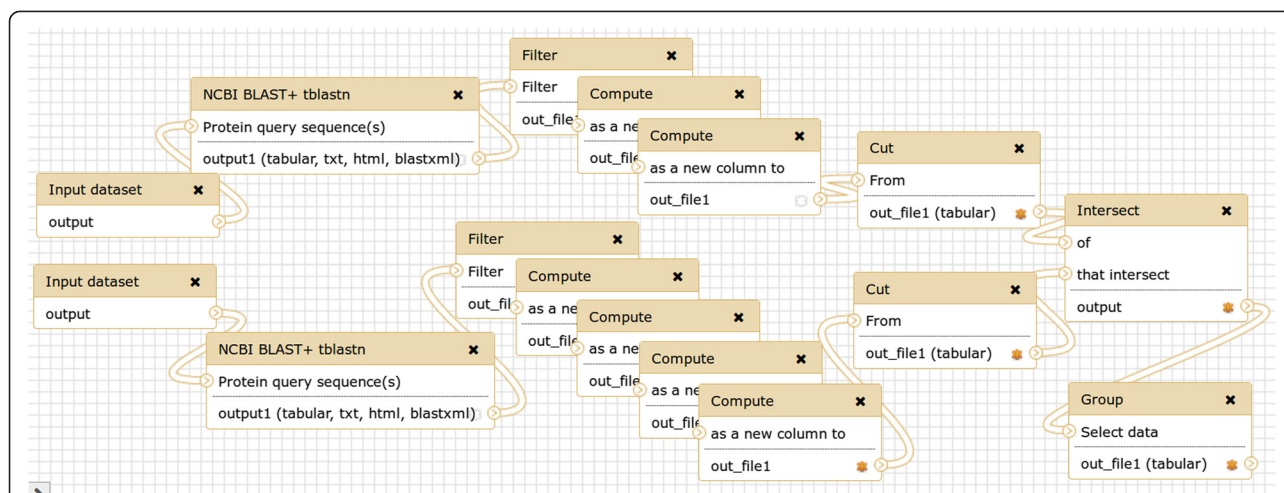 Filter ✖
Filter
out_file
Compute ✖
as a ne
out_fil
Compute ✖
as a new column to
out_file1
NCBI BLAST+ tblastn ✖
Protein query sequence(s)
output1 (tabular, txt, html, blastxml)
Input dataset ✖
output
Cut ✖
From
out_file1 (tabular)
Intersect ✖
of
that intersect
output
Input dataset ✖
output
NCBI BLAST+ tblastn ✖
Protein query sequence(s)
output1 (tabular, txt, html, blastxml)
Filter ✖
Filter
out_fil
Compute ✖
as a ne
out_file
Compute ✖
as a ne
out_file
Compute ✖
as a ne
out_fil
Compute ✖
as a new column to
out_file1
Cut ✖
From
out_file1 (tabular)
Group ✖
Select data
out_file1 (tabular)